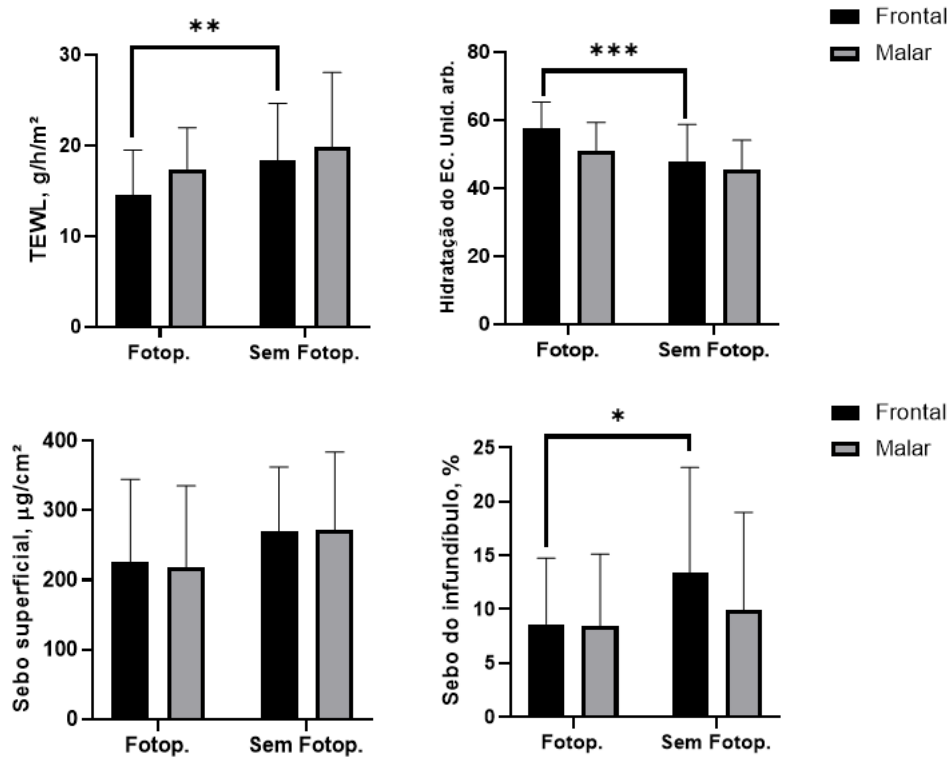 Frontal
Malar
**
TEWL, g/h/m²
30
20
10
0
Fotop.
Sem Fotop.
***
Hidratação do EC. Unid. arb.
80
60
40
20
0
Fotop.
Sem Fotop.
Frontal
Malar
Sebo superficial, µg/cm²
400
300
200
100
0
Fotop.
Sem Fotop.
*
Sebo do infundíbulo, %
25
20
15
10
5
0
Fotop.
Sem Fotop.